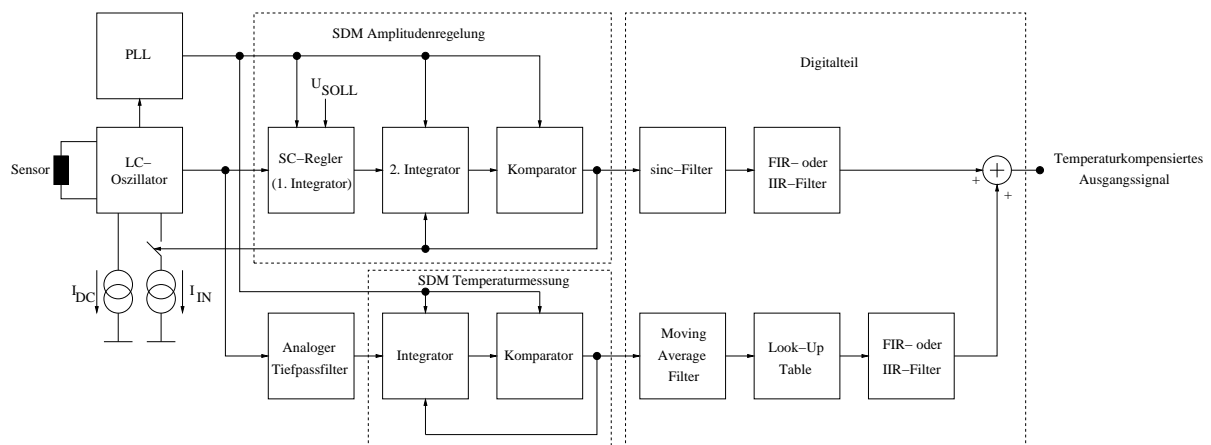 SDM Amplitudenregelung
PLL
Digitalteil
U
SOLL
Sensor
LC–
Oszillator
SC–Regler
(1. Integrator)
2. Integrator
Komparator
sinc–Filter
FIR– oder
IIR–Filter
+
+
+
Temperaturkompensiertes
Ausgangssignal
I
DC
I
IN
SDM Temperaturmessung
Analoger
Tiefpassfilter
Integrator
Komparator
Moving
Average
Filter
Look–Up
Table
FIR– oder
IIR–Filter